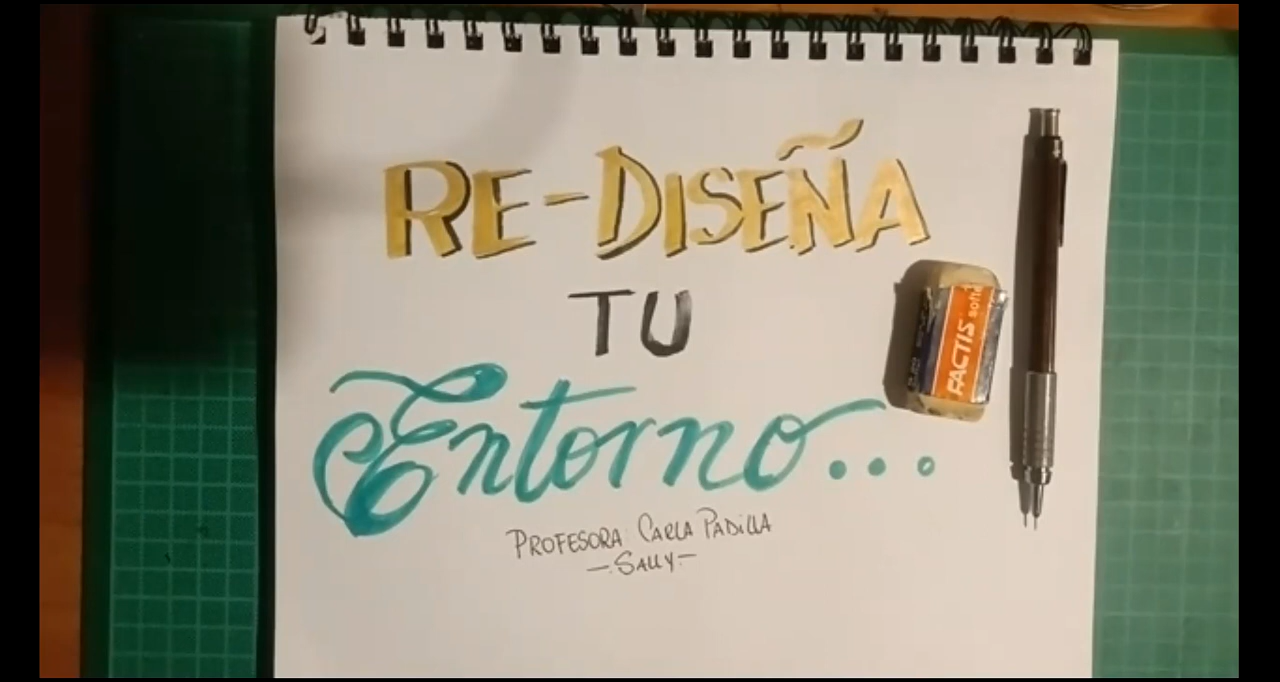 RE-DISEÑA
TU
Entorno...
PROFESORA: CARLA PADILLA
-SALLY-
FACTIS soft